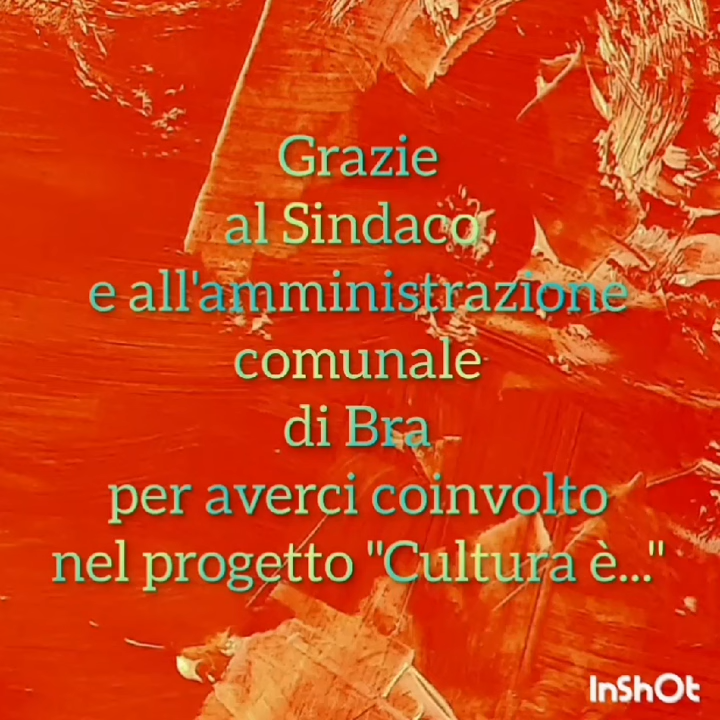 Grazie
al Sindaco
e all'amministrazione
comunale
di Bra
per averci coinvolto
nel progetto "Cultura è..."
InShOt